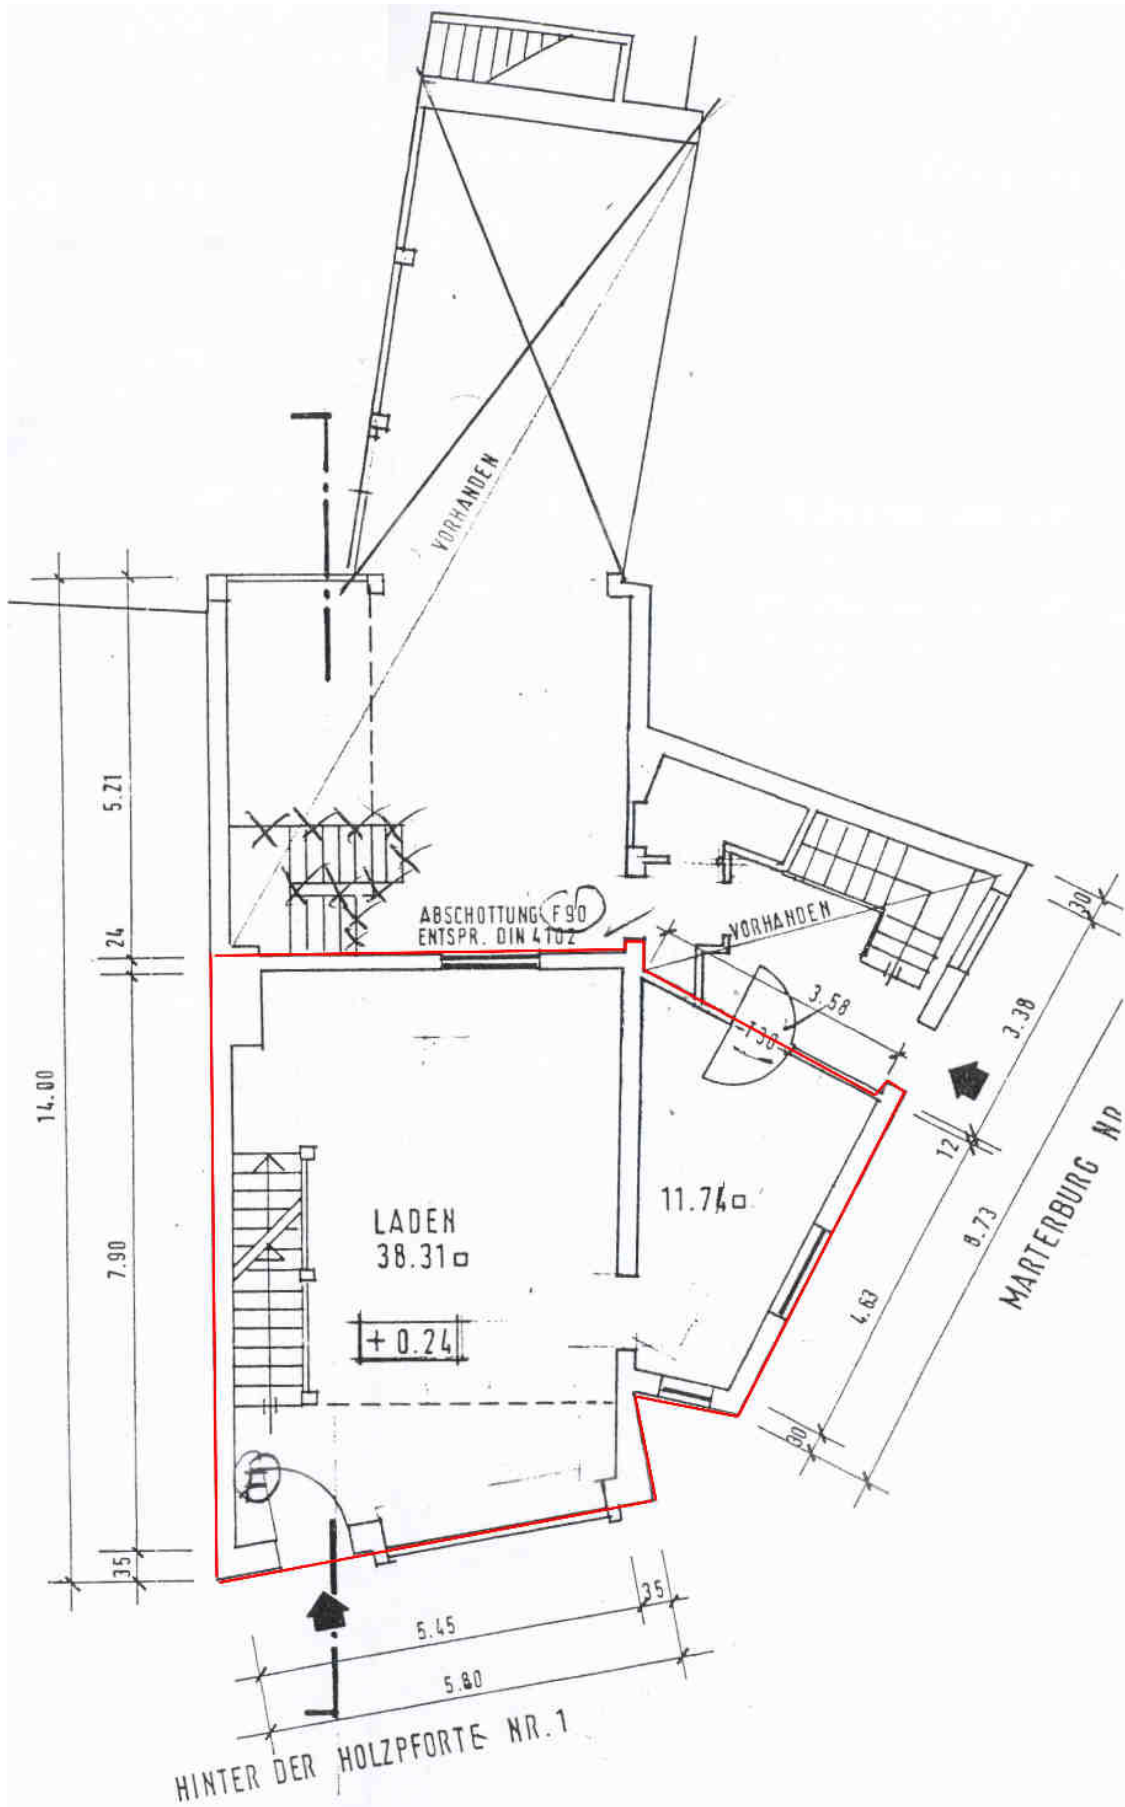 VORHANDEN
5.21
24
ABSCHOTTUNG F 90
ENTSPR. DIN 4102
VORHANDEN
30
3.58
T 30
3.38
14.00
12
MARTERBURG NR
11.74
LADEN
38.31
8.73
7.90
4.63
+ 0.24
30
35
35
5.45
5.80
HINTER DER HOLZPFORTE NR. 1